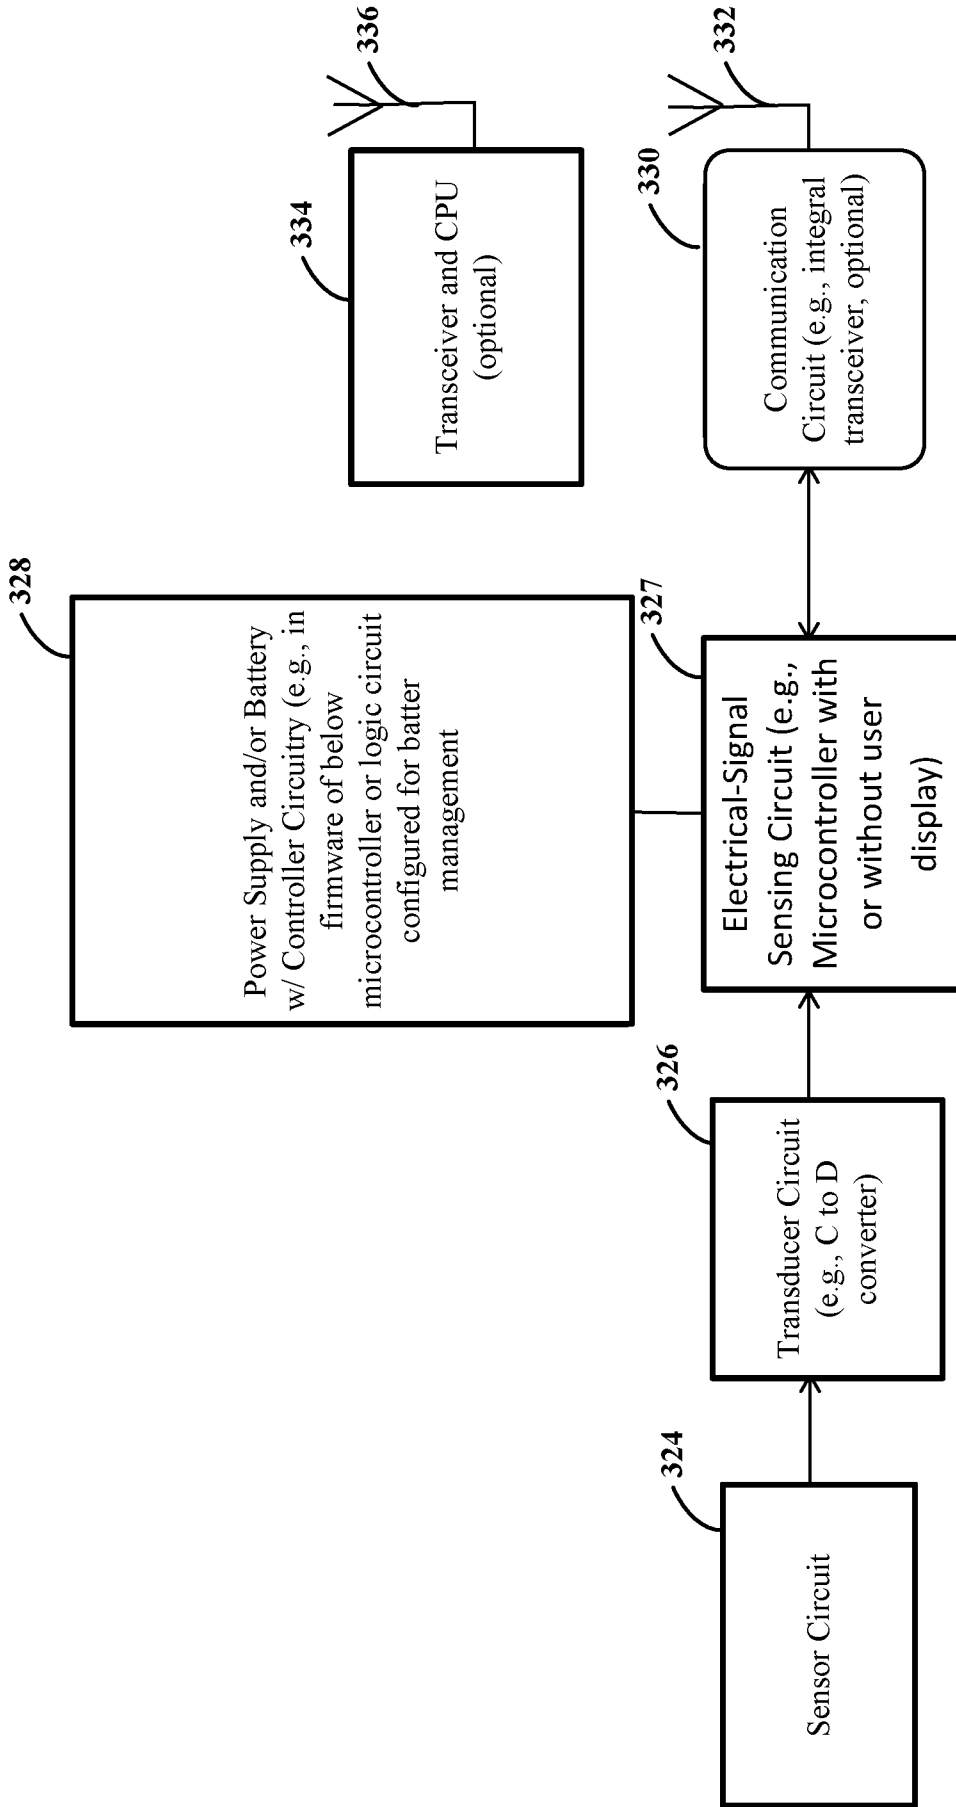 328
Power Supply and/or Battery
w/ Controller Circuitry (e.g., in
firmware of below
microcontroller or logic circuit
configured for batter
management
334
336
Transceiver and CPU
(optional)
324
Sensor Circuit
326
Transducer Circuit
(e.g., C to D
converter)
327
Electrical-Signal
Sensing Circuit (e.g.,
Microcontroller with
or without user
display)
330
332
Communication
Circuit (e.g., integral
transceiver, optional)